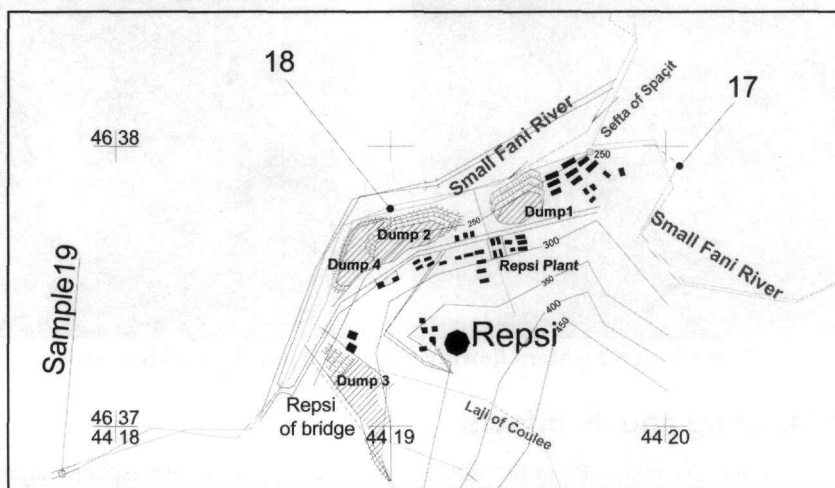 18
17
Sefta of Spaçit
46 38
250
Small Fani River
Dump1
Dump 2
250
Small Fani River
300
Dump 4
Repsi Plant
350
400
450
Sample19
Repsi
Dump 3
Repsi
of bridge
Laji of Coulee
46 37
44 18
44 19
44 20